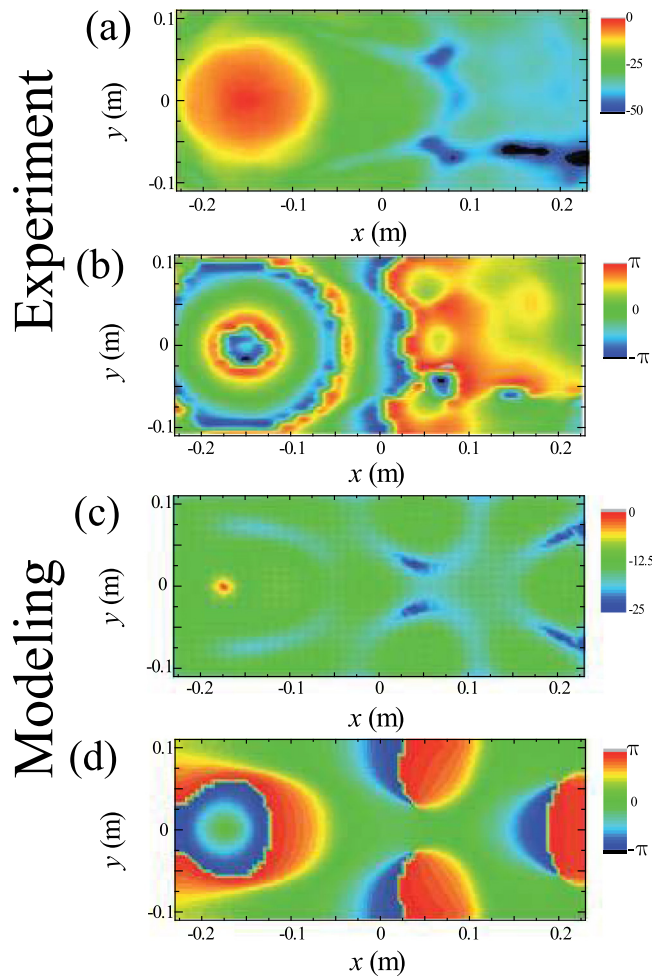 Experiment
(a)
0.1
0
-0.1
y (m)
-0.2 -0.1 0 0.1 0.2
x (m)
0
-25
-50
(b)
0.1
0
-0.1
y (m)
-0.2 -0.1 0 0.1 0.2
x (m)
π
0
-π
Modeling
(c)
0.1
0
-0.1
y (m)
-0.2 -0.1 0 0.1 0.2
x (m)
0
-12.5
-25
(d)
0.1
0
-0.1
y (m)
-0.2 -0.1 0 0.1 0.2
x (m)
π
0
-π